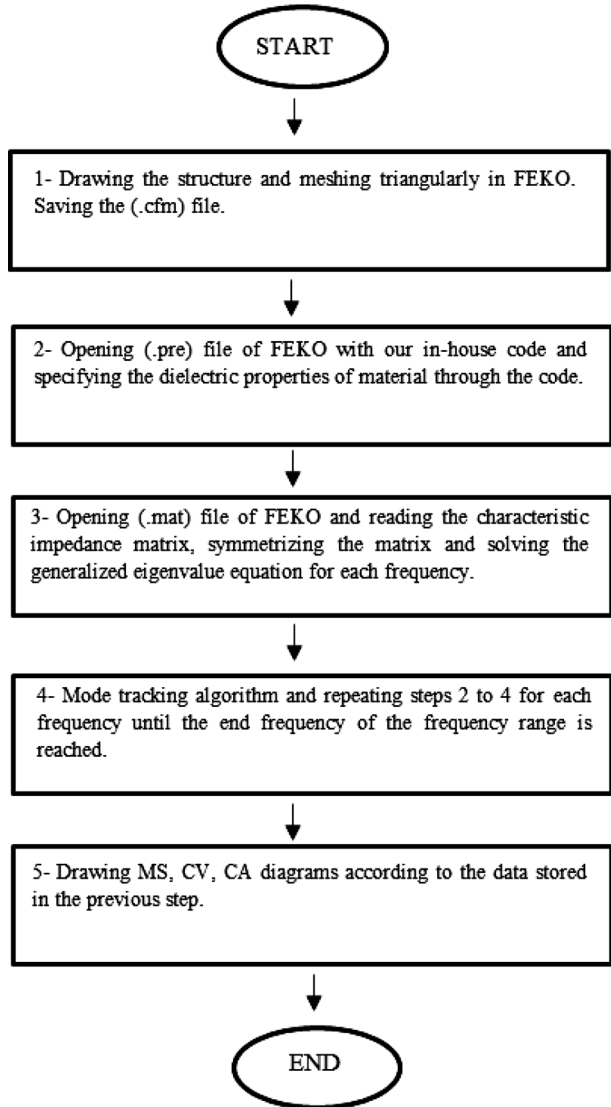 START
1- Drawing the structure and meshing triangularly in FEKO.
Saving the (.cfm) file.
2- Opening (.pre) file of FEKO with our in-house code and
specifying the dielectric properties of material through the code.
3- Opening (.mat) file of FEKO and reading the characteristic
impedance matrix, symmetrizing the matrix and solving the
generalized eigenvalue equation for each frequency.
4- Mode tracking algorithm and repeating steps 2 to 4 for each
frequency until the end frequency of the frequency range is
reached.
5- Drawing MS, CV, CA diagrams according to the data stored
in the previous step.
END